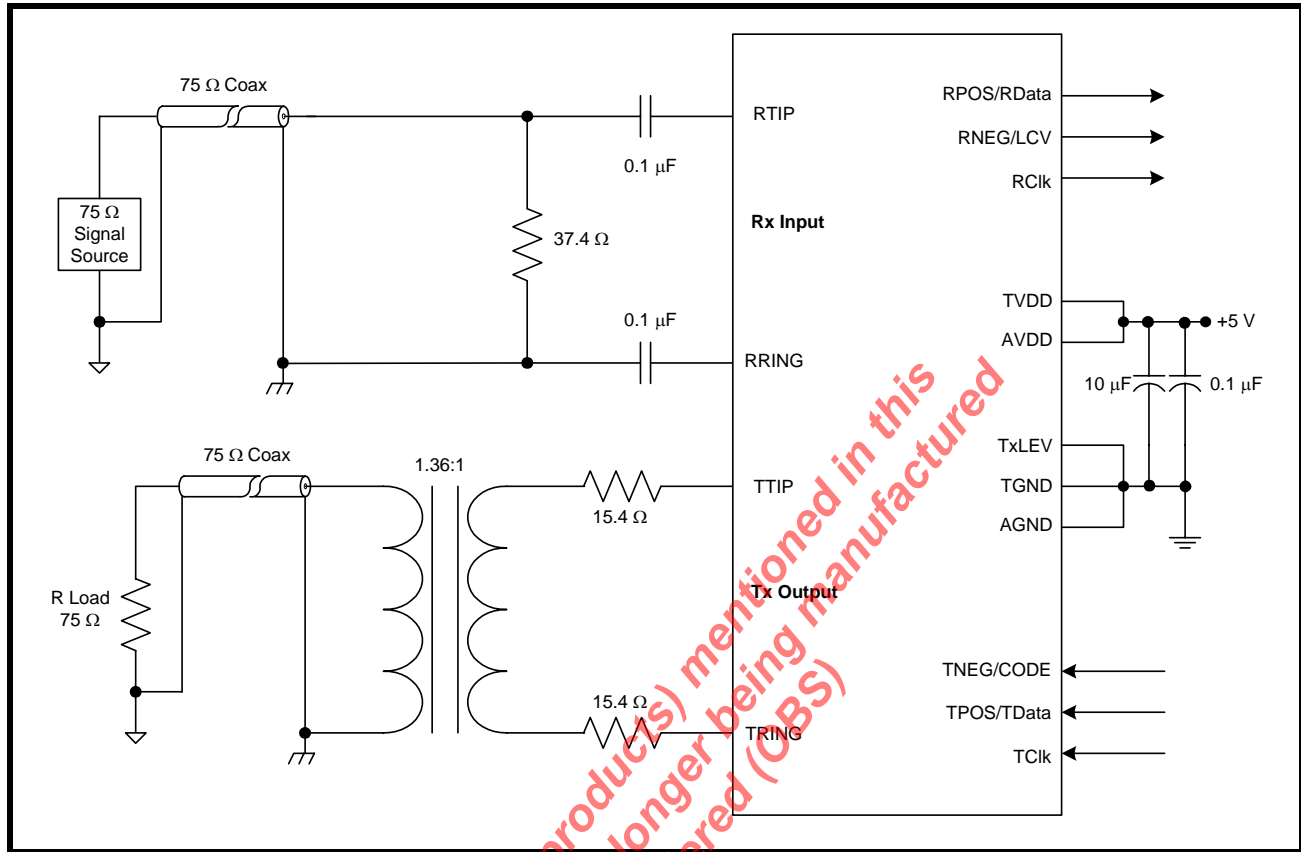 75 Ω Coax
75 Ω
Signal
Source
0.1 μF
37.4 Ω
0.1 μF
RTIP
Rx Input
RRING
RPOS/RData
RNEG/LCV
RClk
TVDD
AVDD
+5 V
10 μF
0.1 μF
TxLEV
TGND
AGND
75 Ω Coax
1.36:1
R Load
75 Ω
15.4 Ω
15.4 Ω
TTIP
Tx Output
TRING
TNEG/CODE
TPOS/TData
TClk
products) mentioned in this
longer being manufactured
ered (OBS)